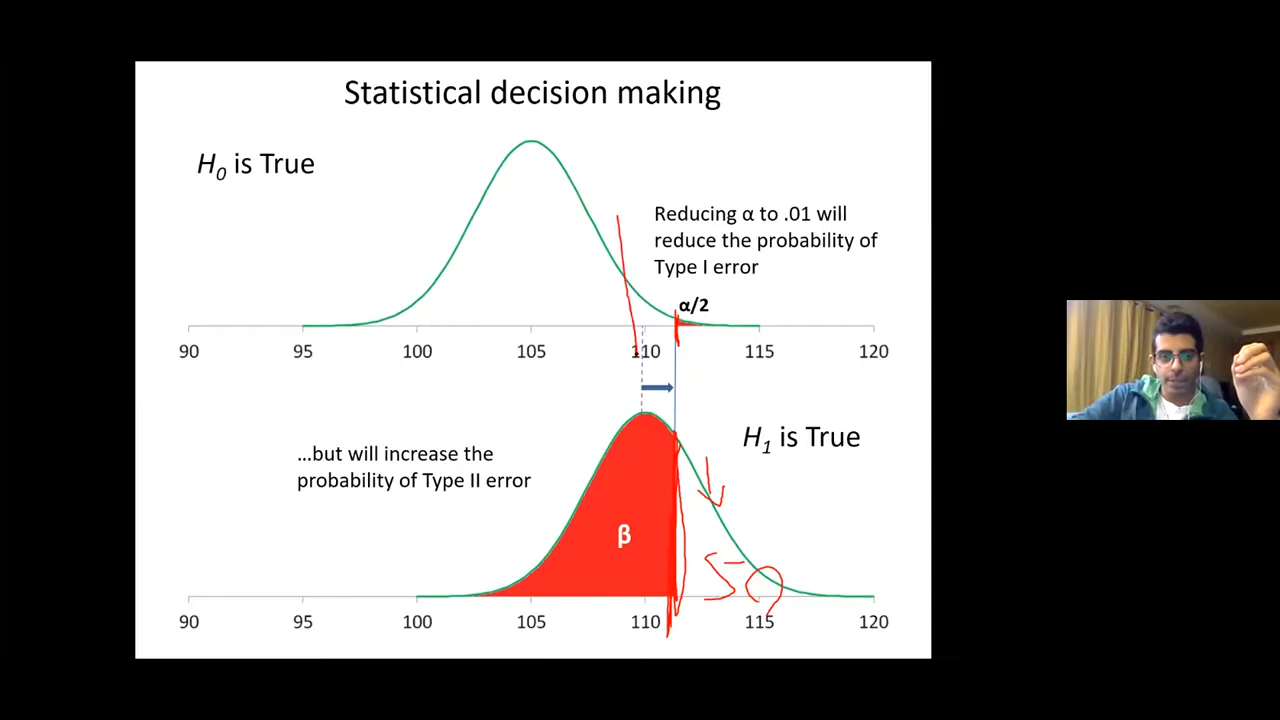 Statistical decision making
H₀ is True
Reducing α to .01 will
reduce the probability of
Type I error
α/2
90 95 100 105 110 115 120
...but will increase the
probability of Type II error
H₁ is True
β
90 95 100 105 110 115 120